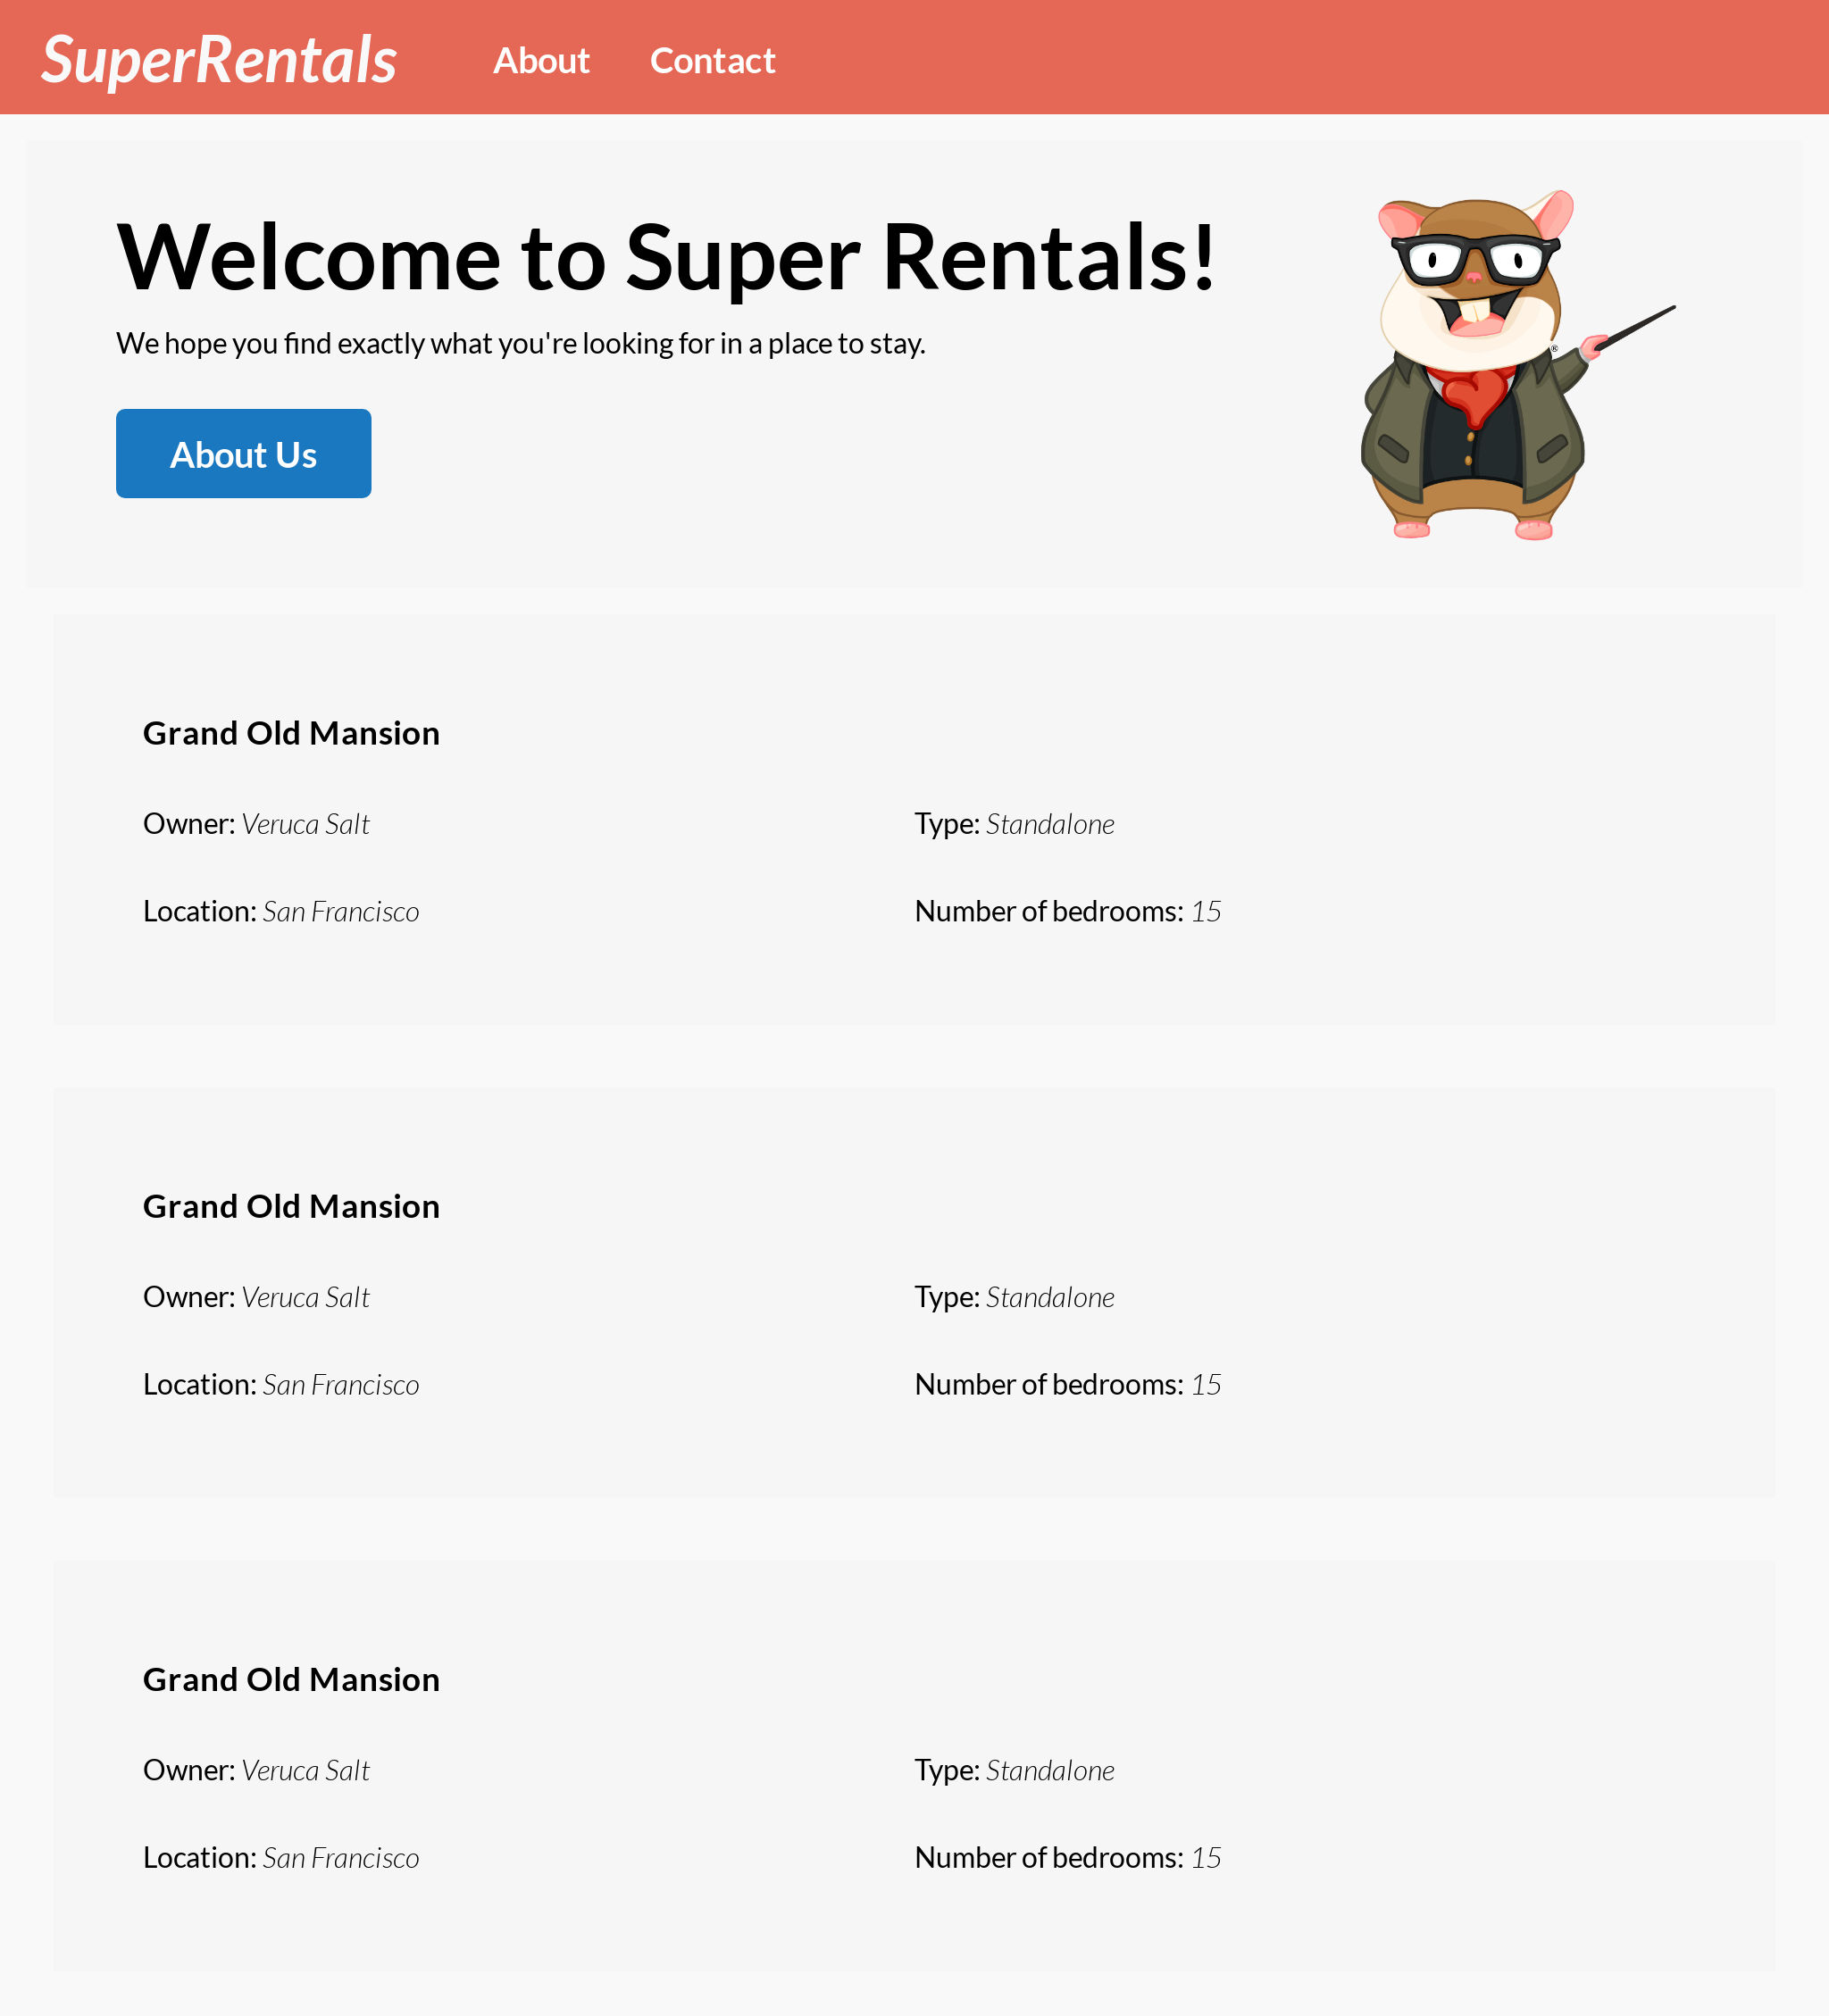 SuperRentals About Contact
Welcome to Super Rentals!
We hope you find exactly what you're looking for in a place to stay.
®
About Us
Grand Old Mansion
Owner: Veruca Salt Type: Standalone
Location: San Francisco Number of bedrooms: 15
Grand Old Mansion
Owner: Veruca Salt Type: Standalone
Location: San Francisco Number of bedrooms: 15
Grand Old Mansion
Owner: Veruca Salt Type: Standalone
Location: San Francisco Number of bedrooms: 15